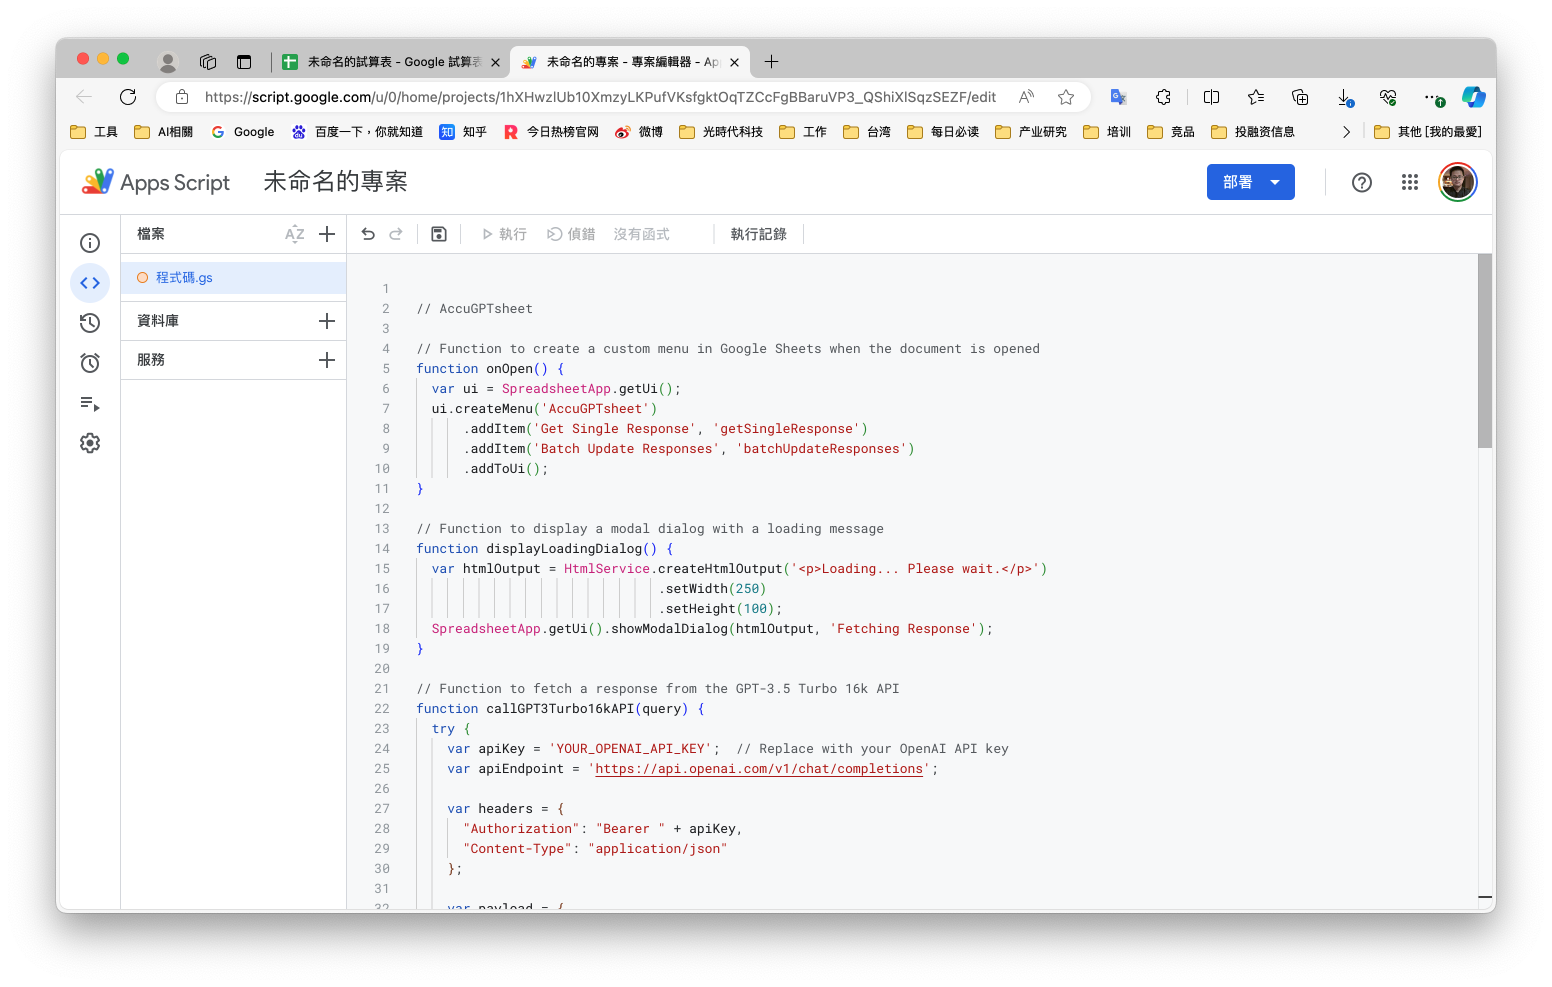 未命名的試算表 - Google 試算表
未命名的專案 - 專案編輯器 - Ap
https://script.google.com/u/0/home/projects/1hXHwzlUb10XmzyLKPufVKsfgktOqTZCcFgBBaruVP3_QShiXlSqzSEZF/edit
工具 AI相關 Google 百度一下,你就知道 知乎 今日热榜官网 微博 光時代科技 工作 台湾 每日必读 产业研究 培训 竞品 投融资信息 其他 [我的最愛]
Apps Script 未命名的專案 部署
檔案 AZ 執行 偵錯 沒有函式 執行記錄
程式碼.gs
資料庫
服務
1
2 // AccuGPTsheet
3
4 // Function to create a custom menu in Google Sheets when the document is opened
5 function onOpen() {
6 var ui = SpreadsheetApp.getUi();
7 ui.createMenu('AccuGPTsheet')
8 .addItem('Get Single Response', 'getSingleResponse')
9 .addItem('Batch Update Responses', 'batchUpdateResponses')
10 .addToUi();
11 }
12
13 // Function to display a modal dialog with a loading message
14 function displayLoadingDialog() {
15 var htmlOutput = HtmlService.createHtmlOutput('<p>Loading... Please wait.</p>')
16 .setWidth(250)
17 .setHeight(100);
18 SpreadsheetApp.getUi().showModalDialog(htmlOutput, 'Fetching Response');
19 }
20
21 // Function to fetch a response from the GPT-3.5 Turbo 16k API
22 function callGPT3Turbo16kAPI(query) {
23 try {
24 var apiKey = 'YOUR_OPENAI_API_KEY'; // Replace with your OpenAI API key
25 var apiEndpoint = 'https://api.openai.com/v1/chat/completions';
26
27 var headers = {
28 "Authorization": "Bearer " + apiKey,
29 "Content-Type": "application/json"
30 };
31
32 var payload = {